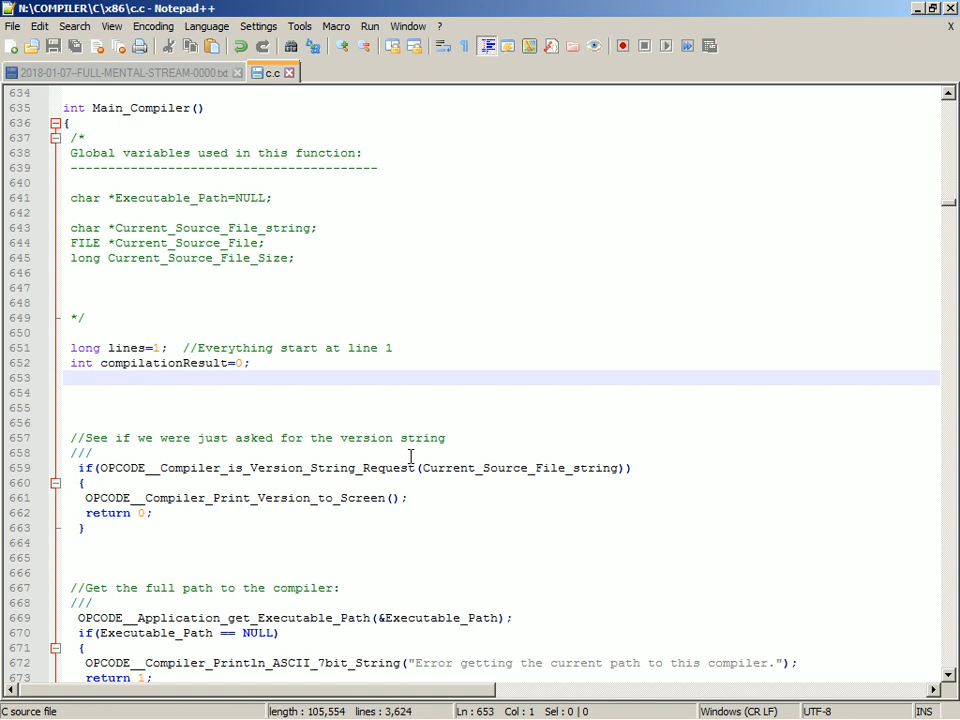 N:\COMPILER\C\x86\c.c - Notepad++
File Edit Search View Encoding Language Settings Tools Macro Run Window ? X
2018-01-07--FULL-MENTAL-STREAM-0000.txt c.c
634
635 int Main_Compiler()
636 {
637 /*
638 Global variables used in this function:
639 -----------------------------------------
640
641 char *Executable_Path=NULL;
642
643 char *Current_Source_File_string;
644 FILE *Current_Source_File;
645 long Current_Source_File_Size;
646
647
648
649 */
650
651 long lines=1; //Everything start at line 1
652 int compilationResult=0;
653
654
655
656
657 //See if we were just asked for the version string
658 ///
659 if(OPCODE__Compiler_is_Version_String_Request(Current_Source_File_string))
660 {
661 OPCODE__Compiler_Print_Version_to_Screen();
662 return 0;
663 }
664
665
666
667 //Get the full path to the compiler:
668 ///
669 OPCODE__Application_get_Executable_Path(&Executable_Path);
670 if(Executable_Path == NULL)
671 {
672 OPCODE__Compiler_Println_ASCII_7bit_String("Error getting the current path to this compiler.");
673 return 1;
C source file length : 105,554 lines : 3,624 Ln : 653 Col : 1 Sel : 0 | 0 Windows (CR LF) UTF-8 INS